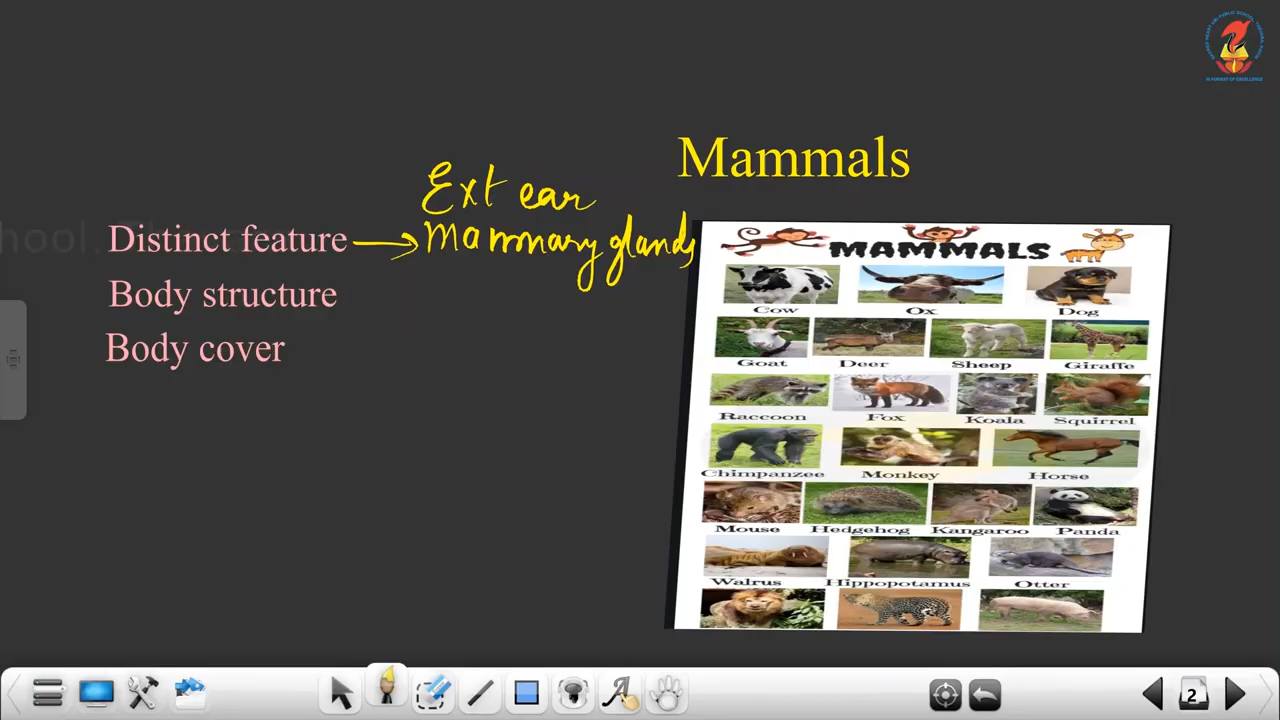 Mammals
Ext ear
Distinct feature → Mammary glands
hool.
Body structure
Body cover
MAMMALS
Cow Ox Dog
Goat Deer Sheep Giraffe
Raccoon Fox Koala Squirrel
Chimpanzee Monkey Horse
Mouse Hedgehog Kangaroo Panda
Walrus Hippopotamus Otter
2